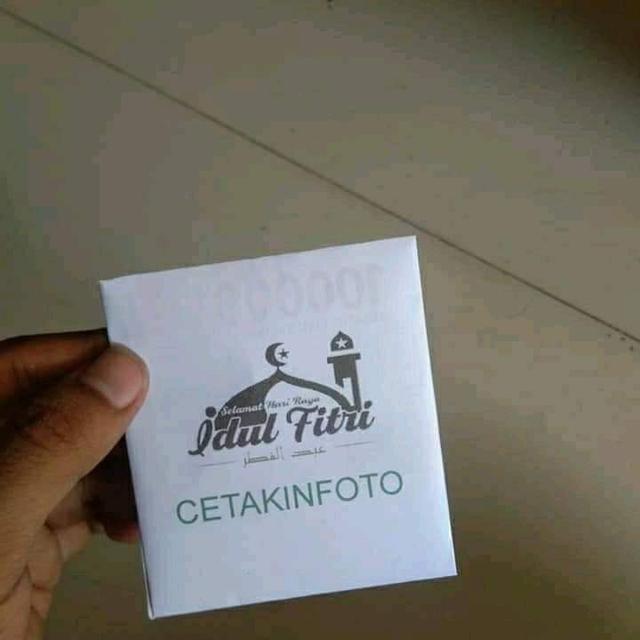 Selamat Hari Raya
Idul Fitri
عيد الفطر
CETAKINFOTO